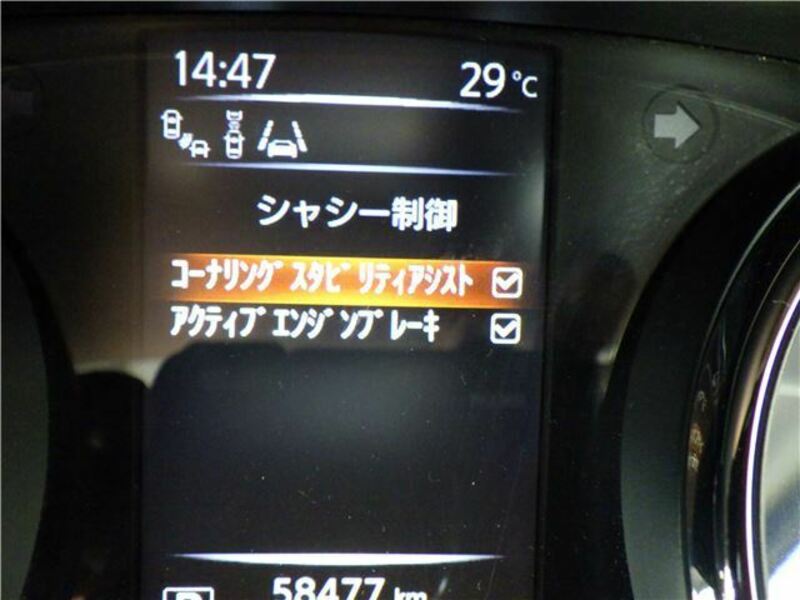 14:47 29℃
シャシー制御
ｺｰﾅﾘﾝｸﾞ ｽﾀﾋﾞﾘﾃｨｱｼｽﾄ
ｱｸﾃｨﾌﾞ ｴﾝｼﾞﾝﾌﾞﾚｰｷ
58477 km